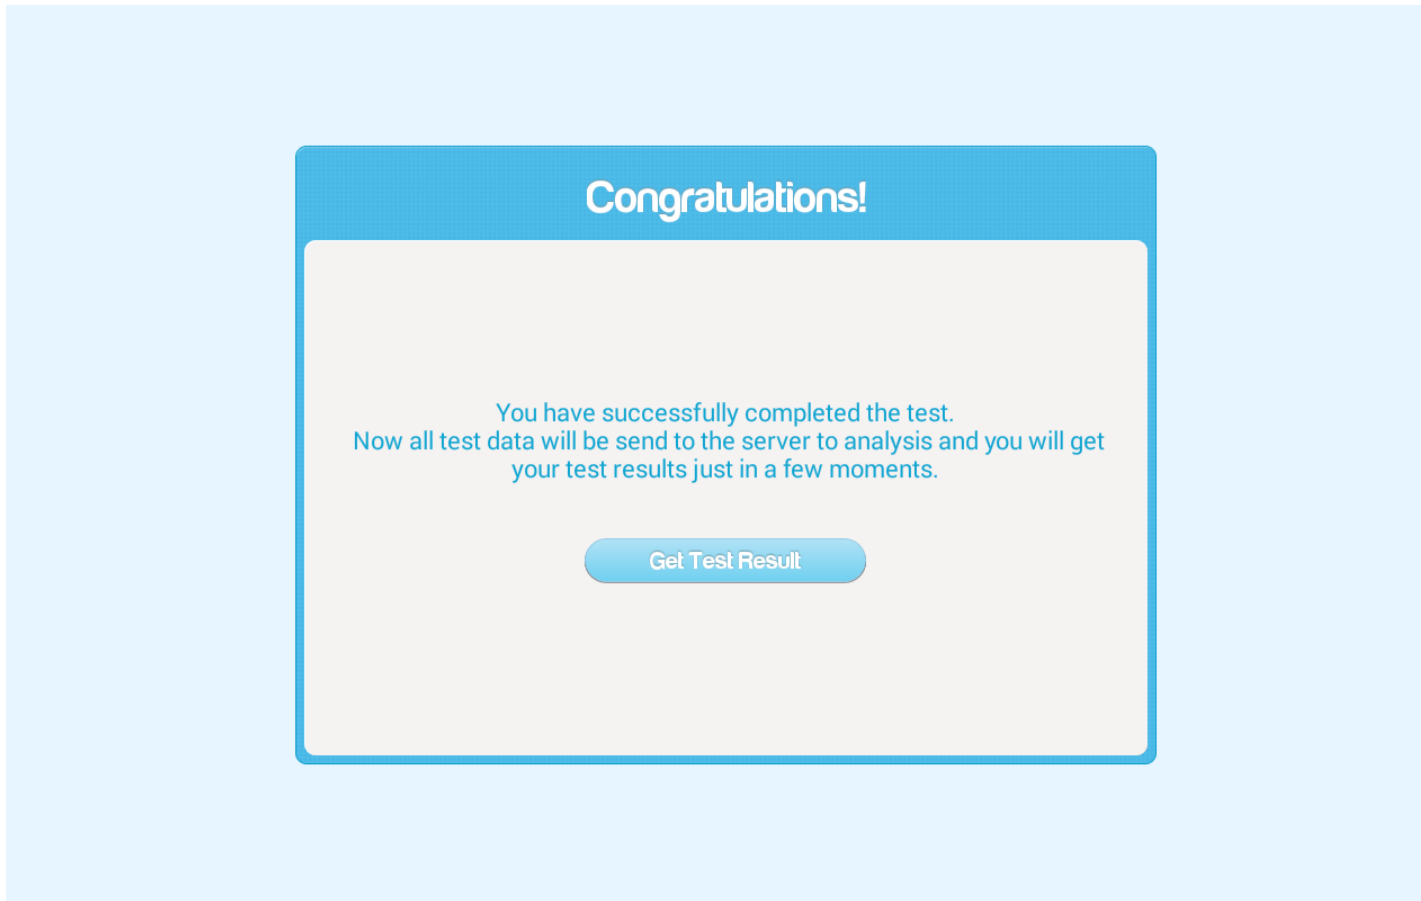 Congratulations!
You have successfully completed the test.
Now all test data will be send to the server to analysis and you will get
your test results just in a few moments.
Get Test Result